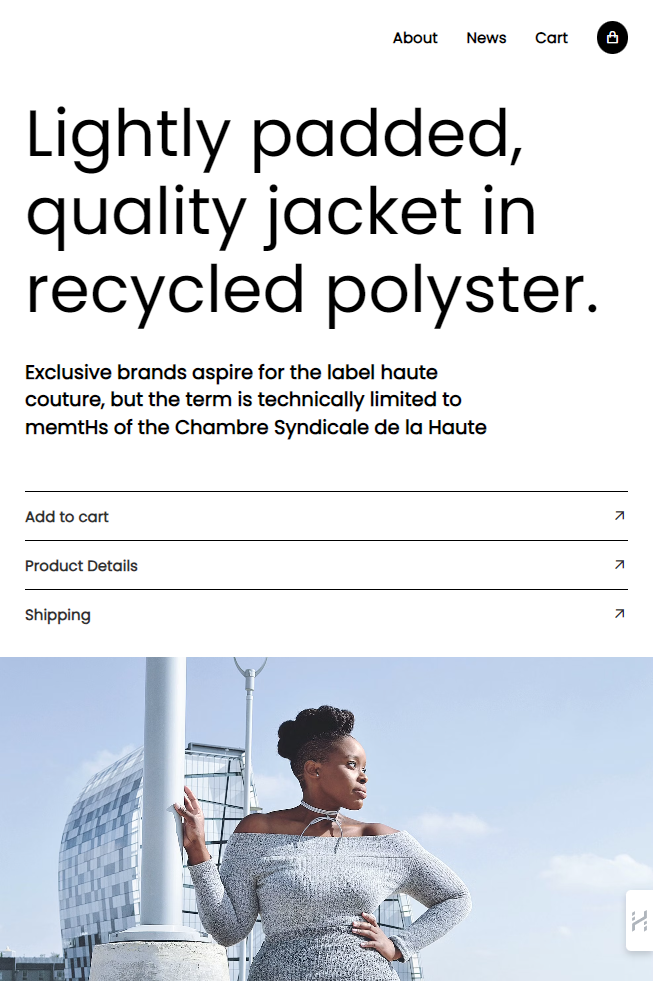 About News Cart
Lightly padded,
quality jacket in
recycled polyster.
Exclusive brands aspire for the label haute
couture, but the term is technically limited to
memtHs of the Chambre Syndicale de la Haute
Add to cart
Product Details
Shipping